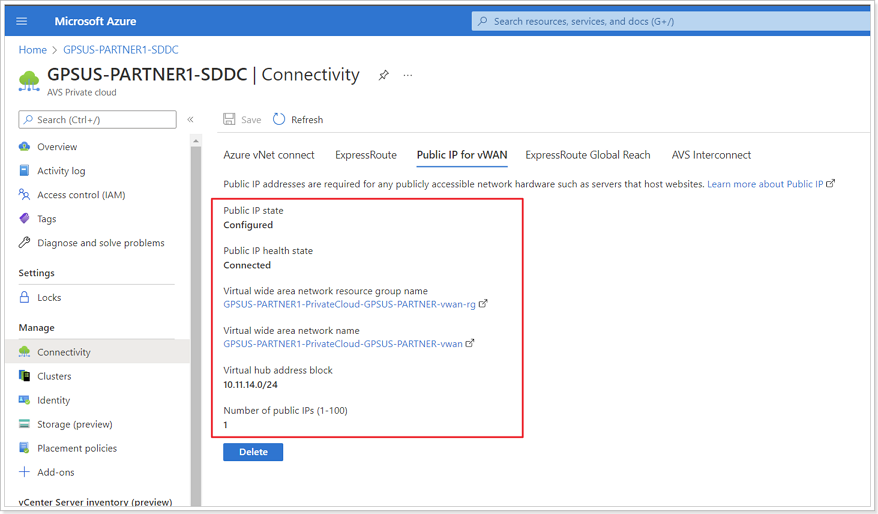 Microsoft Azure
Search resources, services, and docs (G+/)
Home > GPSUS-PARTNER1-SDDC
GPSUS-PARTNER1-SDDC | Connectivity
...
AVS Private cloud
Search (Ctrl+/)
«
Overview
Activity log
Access control (IAM)
Tags
Diagnose and solve problems
Settings
Locks
Manage
Connectivity
Clusters
Identity
Storage (preview)
Placement policies
Add-ons
vCenter Server inventory (preview)
Save
Refresh
Azure vNet connect
ExpressRoute
Public IP for vWAN
ExpressRoute Global Reach
AVS Interconnect
Public IP addresses are required for any publicly accessible network hardware such as servers that host websites. Learn more about Public IP
Public IP state
Configured
Public IP health state
Connected
Virtual wide area network resource group name
GPSUS-PARTNER1-PrivateCloud-GPSUS-PARTNER-vwan-rg
Virtual wide area network name
GPSUS-PARTNER1-PrivateCloud-GPSUS-PARTNER-vwan
Virtual hub address block
10.11.14.0/24
Number of public IPs (1-100)
1
Delete